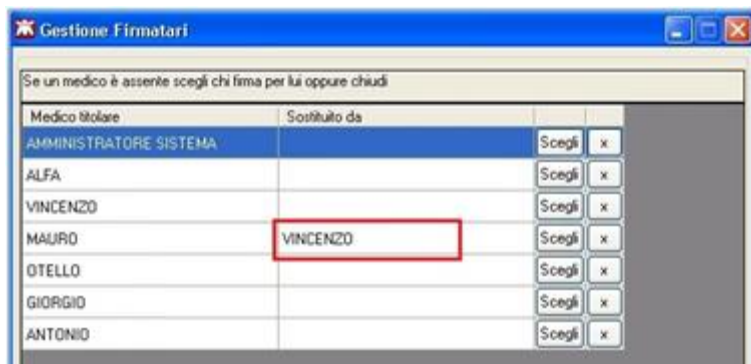 Gestione Firmatari
Se un medico è assente scegli chi firma per lui oppure chiudi
Medico titolare Sostituito da
AMMINISTRATORE SISTEMA Scegli x
ALFA Scegli x
VINCENZO Scegli x
MAURO VINCENZO Scegli x
OTELLO Scegli x
GIORGIO Scegli x
ANTONIO Scegli x